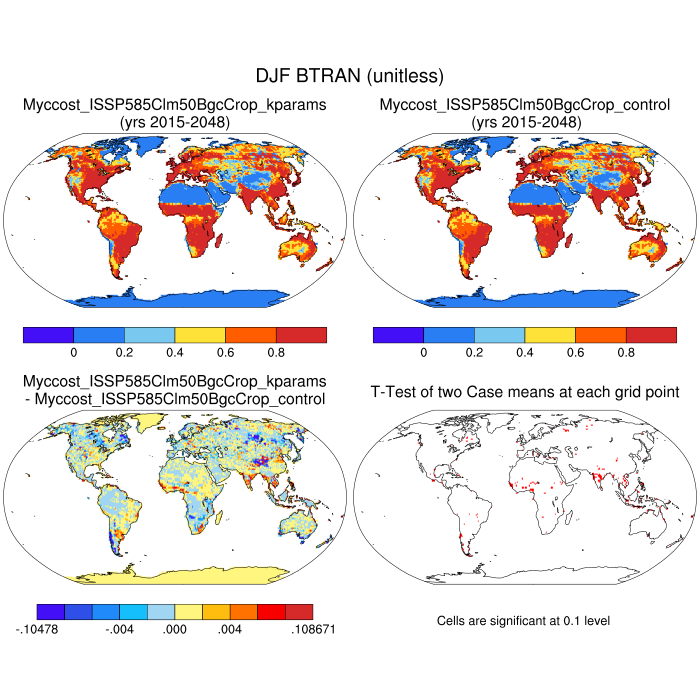 DJF BTRAN (unitless)
Myccost_ISSP585Clm50BgcCrop_kparams
(yrs 2015-2048)
Myccost_ISSP585Clm50BgcCrop_control
(yrs 2015-2048)
0 0.2 0.4 0.6 0.8
0 0.2 0.4 0.6 0.8
Myccost_ISSP585Clm50BgcCrop_kparams
- Myccost_ISSP585Clm50BgcCrop_control
T-Test of two Case means at each grid point
-.10478 -.004 .000 .004 .108671
Cells are significant at 0.1 level